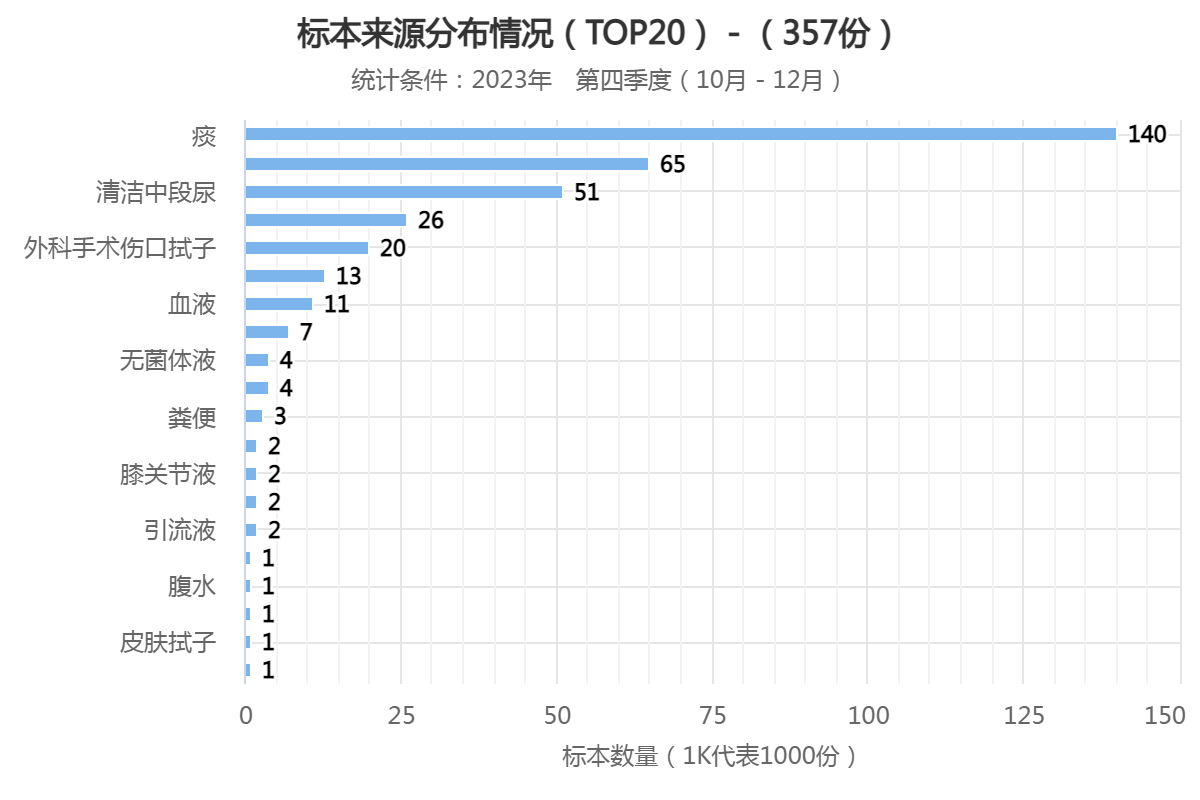 标本来源分布情况（TOP20） - （357份）
统计条件：2023年 第四季度（10月 - 12月）
痰 140
65
清洁中段尿 51
26
外科手术伤口拭子 20
13
血液 11
7
无菌体液 4
4
粪便 3
2
膝关节液 2
2
引流液 2
1
腹水 1
1
皮肤拭子 1
1
0 25 50 75 100 125 150
标本数量（1K代表1000份）